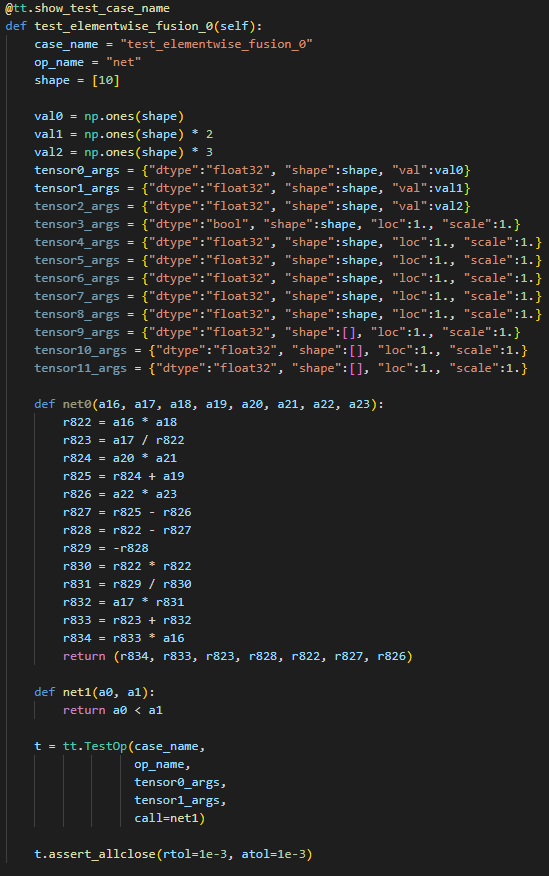 @tt.show_test_case_name
def test_elementwise_fusion_0(self):
    case_name = "test_elementwise_fusion_0"
    op_name = "net"
    shape = [10]

    val0 = np.ones(shape)
    val1 = np.ones(shape) * 2
    val2 = np.ones(shape) * 3
    tensor0_args = {"dtype":"float32", "shape":shape, "val":val0}
    tensor1_args = {"dtype":"float32", "shape":shape, "val":val1}
    tensor2_args = {"dtype":"float32", "shape":shape, "val":val2}
    tensor3_args = {"dtype":"bool", "shape":shape, "loc":1., "scale":1.}
    tensor4_args = {"dtype":"float32", "shape":shape, "loc":1., "scale":1.}
    tensor5_args = {"dtype":"float32", "shape":shape, "loc":1., "scale":1.}
    tensor6_args = {"dtype":"float32", "shape":shape, "loc":1., "scale":1.}
    tensor7_args = {"dtype":"float32", "shape":shape, "loc":1., "scale":1.}
    tensor8_args = {"dtype":"float32", "shape":shape, "loc":1., "scale":1.}
    tensor9_args = {"dtype":"float32", "shape":[], "loc":1., "scale":1.}
    tensor10_args = {"dtype":"float32", "shape":[], "loc":1., "scale":1.}
    tensor11_args = {"dtype":"float32", "shape":[], "loc":1., "scale":1.}

    def net0(a16, a17, a18, a19, a20, a21, a22, a23):
        r822 = a16 * a18
        r823 = a17 / r822
        r824 = a20 * a21
        r825 = r824 + a19
        r826 = a22 * a23
        r827 = r825 - r826
        r828 = r822 - r827
        r829 = -r828
        r830 = r822 * r822
        r831 = r829 / r830
        r832 = a17 * r831
        r833 = r823 + r832
        r834 = r833 * a16
        return (r834, r833, r823, r828, r822, r827, r826)

    def net1(a0, a1):
        return a0 < a1

    t = tt.TestOp(case_name,
                  op_name,
                  tensor0_args,
                  tensor1_args,
                  call=net1)

    t.assert_allclose(rtol=1e-3, atol=1e-3)